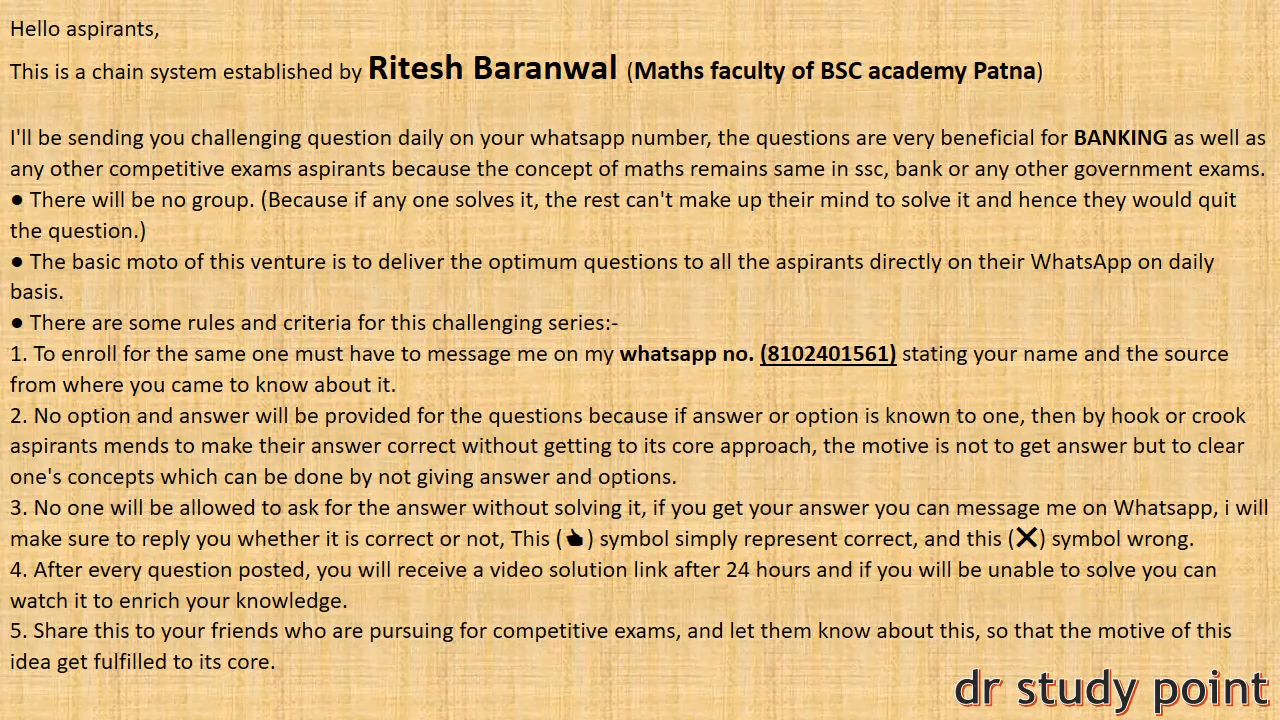 Hello aspirants,
This is a chain system established by Ritesh Baranwal (Maths faculty of BSC academy Patna)
I'll be sending you challenging question daily on your whatsapp number, the questions are very beneficial for BANKING as well as
any other competitive exams aspirants because the concept of maths remains same in ssc, bank or any other government exams.
● There will be no group. (Because if any one solves it, the rest can't make up their mind to solve it and hence they would quit
the question.)
● The basic moto of this venture is to deliver the optimum questions to all the aspirants directly on their WhatsApp on daily
basis.
● There are some rules and criteria for this challenging series:-
1. To enroll for the same one must have to message me on my whatsapp no. (8102401561) stating your name and the source
from where you came to know about it.
2. No option and answer will be provided for the questions because if answer or option is known to one, then by hook or crook
aspirants mends to make their answer correct without getting to its core approach, the motive is not to get answer but to clear
one's concepts which can be done by not giving answer and options.
3. No one will be allowed to ask for the answer without solving it, if you get your answer you can message me on Whatsapp, i will
make sure to reply you whether it is correct or not, This (👍) symbol simply represent correct, and this (❌) symbol wrong.
4. After every question posted, you will receive a video solution link after 24 hours and if you will be unable to solve you can
watch it to enrich your knowledge.
5. Share this to your friends who are pursuing for competitive exams, and let them know about this, so that the motive of this
idea get fulfilled to its core.
dr study point